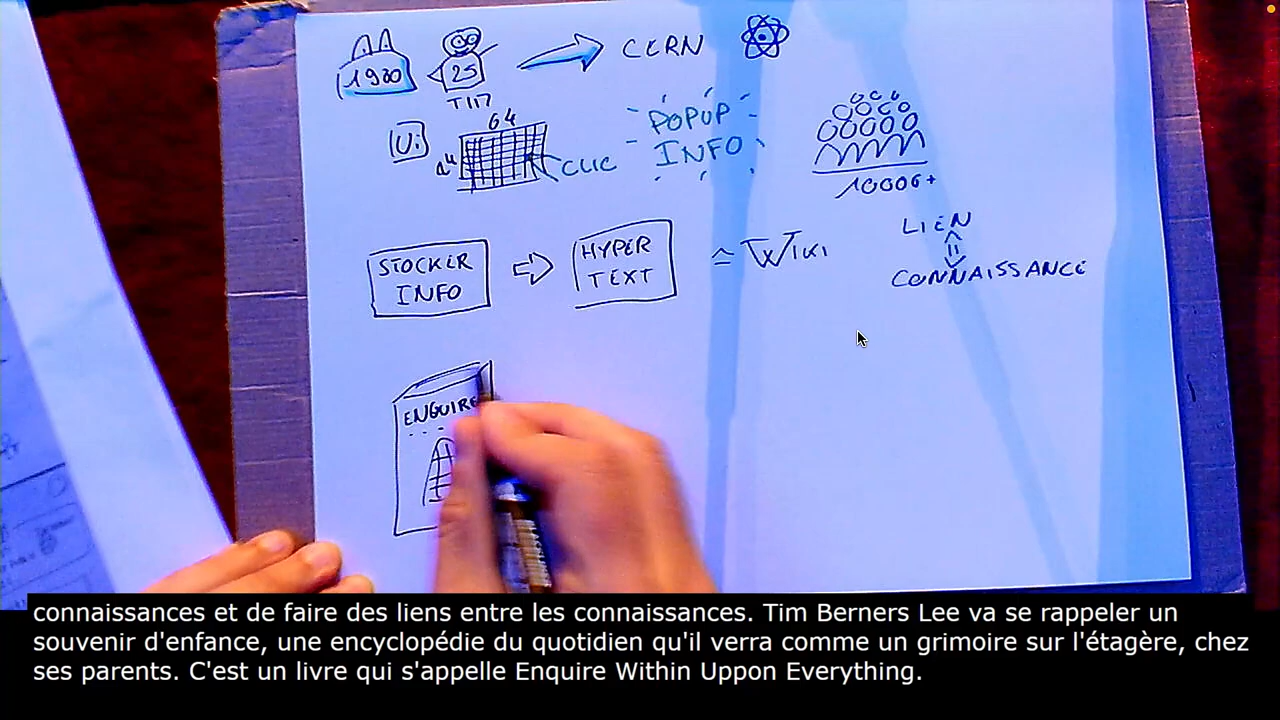 1980
25
TIM
CERN
Ui
64
CLIC
POPUP
INFO
10000+
STOCKER
INFO
HYPER
TEXT
≙ WIKI
LIEN
CONNAISSANCE
ENQUIRE
connaissances et de faire des liens entre les connaissances. Tim Berners Lee va se rappeler un
souvenir d'enfance, une encyclopédie du quotidien qu'il verra comme un grimoire sur l'étagère, chez
ses parents. C'est un livre qui s'appelle Enquire Within Uppon Everything.